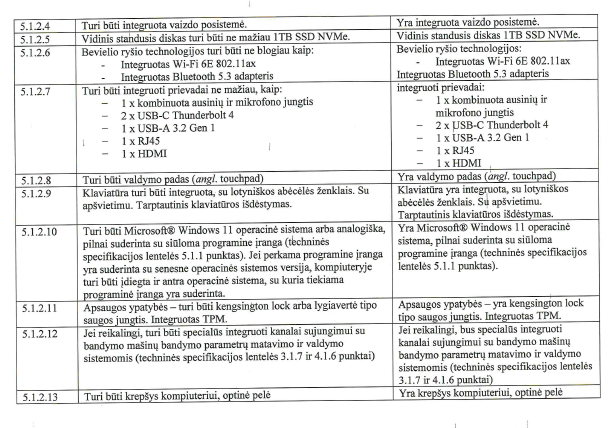 5.1.2.4
Turi būti integruota vaizdo posistemė.
Yra integruota vaizdo posistemė.
5.1.2.5
Vidinis standusis diskas turi būti ne mažiau 1TB SSD NVMe.
Vidinis standusis diskas 1TB SSD NVMe.
5.1.2.6
Bevielio ryšio technologijos turi būti ne blogiau kaip:
- Integruotas Wi-Fi 6E 802.11ax
- Integruotas Bluetooth 5.3 adapteris
Bevielio ryšio technologijos:
- Integruotas Wi-Fi 6E 802.11ax
Integruotas Bluetooth 5.3 adapteris
5.1.2.7
Turi būti integruoti prievadai ne mažiau, kaip:
– 1 x kombinuota ausinių ir mikrofono jungtis
– 2 x USB-C Thunderbolt 4
– 1 x USB-A 3.2 Gen 1
– 1 x RJ45
– 1 x HDMI
integruoti prievadai:
– 1 x kombinuota ausinių ir
mikrofono jungtis
– 2 x USB-C Thunderbolt 4
– 1 x USB-A 3.2 Gen 1
– 1 x RJ45
– 1 x HDMI
5.1.2.8
Turi būti valdymo padas (angl. touchpad)
Yra valdymo padas (angl. touchpad)
5.1.2.9
Klaviatūra turi būti integruota, su lotyniškos abėcėlės ženklais. Su
apšvietimu. Tarptautinis klaviatūros išdėstymas.
Klaviatūra yra integruota, su lotyniškos
abėcėlės ženklais. Su apšvietimu.
Tarptautinis klaviatūros išdėstymas.
5.1.2.10
Turi būti Microsoft® Windows 11 operacinė sistema arba analogiška,
pilnai suderinta su siūloma programine įranga (techninės
specifikacijos lentelės 5.1.1 punktas). Jei perkama programinė įranga
yra suderinta su senesne operacinės sistemos versija, kompiuteryje
turi būti įdiegta ir antra operacinė sistema, su kuria tiekiama
programinė įranga yra suderinta.
Yra Microsoft® Windows 11 operacinė
sistema, pilnai suderinta su siūloma
programine įranga (techninės
specifikacijos lentelės 5.1.1 punktas).
5.1.2.11
Apsaugos ypatybės – turi būti kengsington lock arba lygiavertė tipo
saugos jungtis. Integruotas TPM.
Apsaugos ypatybės – yra kengsington lock
tipo saugos jungtis. Integruotas TPM.
5.1.2.12
Jei reikalingi, turi būti specialūs integruoti kanalai sujungimui su
bandymo mašinų bandymo parametrų matavimo ir valdymo
sistemomis (techninės specifikacijos lentelės 3.1.7 ir 4.1.6 punktai)
Jei reikalingi, bus specialūs integruoti
kanalai sujungimui su bandymo mašinų
bandymo parametrų matavimo ir valdymo
sistemomis (techninės specifikacijos lentelės
3.1.7 ir 4.1.6 punktai)
5.1.2.13
Turi būti krepšys kompiuteriui, optinė pelė
Yra krepšys kompiuteriui, optinė pelė